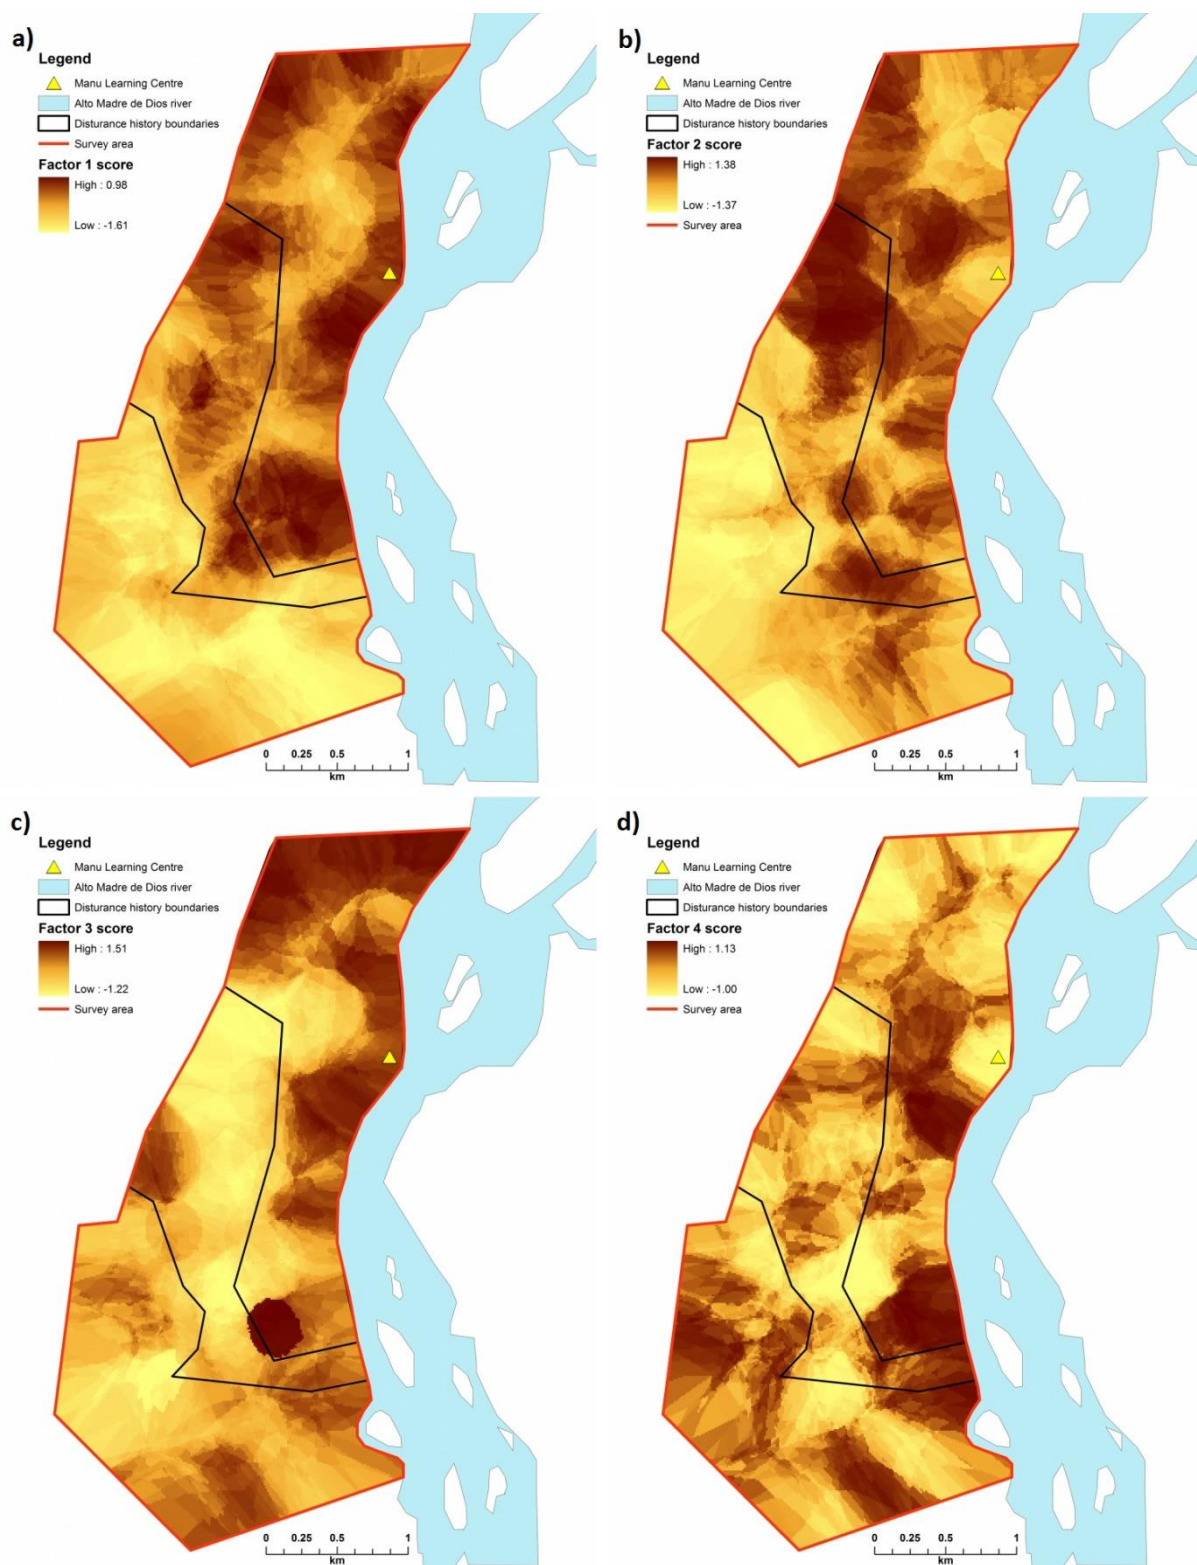 a)
Legend
Manu Learning Centre
Alto Madre de Dios river
Disturance history boundaries
Survey area
Factor 1 score
High : 0.98
Low : -1.61
0 0.25 0.5 1
km
b)
Legend
Manu Learning Centre
Alto Madre de Dios river
Disturance history boundaries
Factor 2 score
High : 1.38
Low : -1.37
Survey area
0 0.25 0.5 1
km
c)
Legend
Manu Learning Centre
Alto Madre de Dios river
Disturance history boundaries
Factor 3 score
High : 1.51
Low : -1.22
Survey area
0 0.25 0.5 1
km
d)
Legend
Manu Learning Centre
Alto Madre de Dios river
Disturance history boundaries
Factor 4 score
High : 1.13
Low : -1.00
Survey area
0 0.25 0.5 1
km